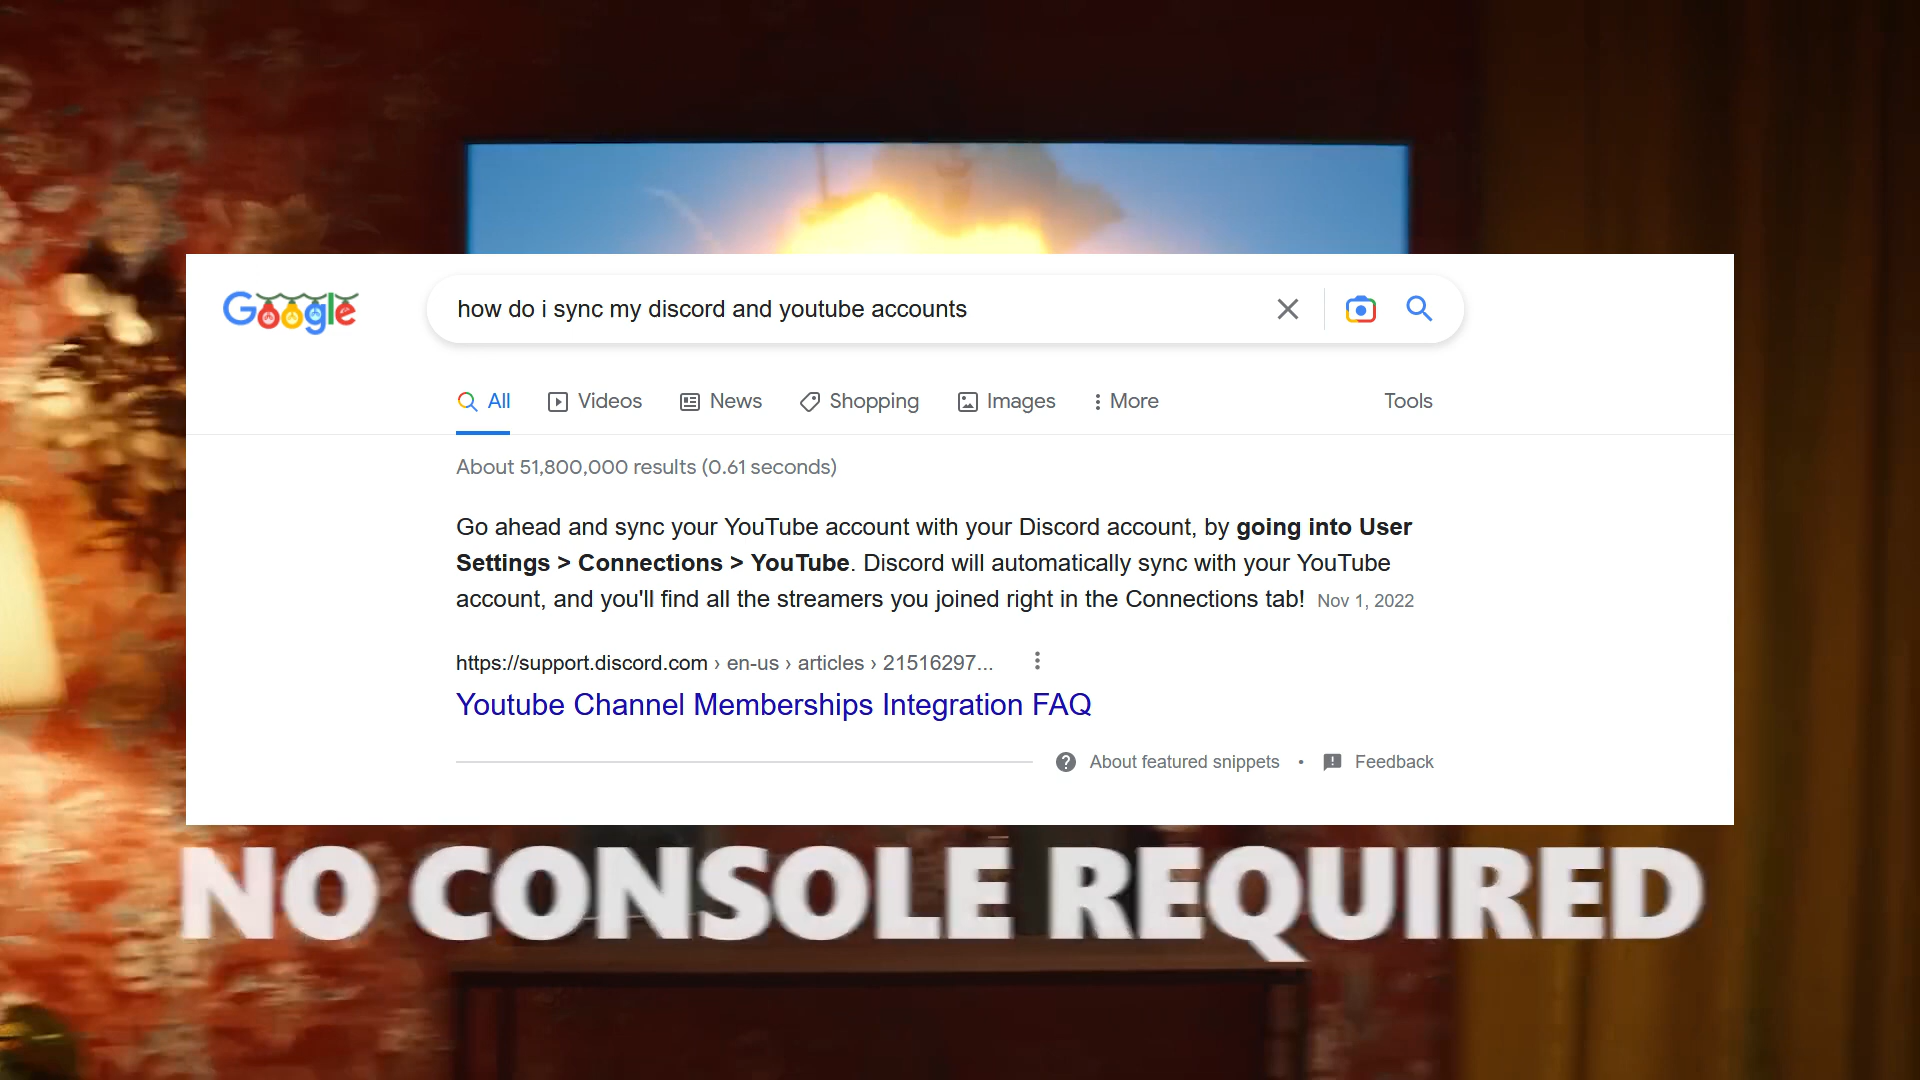 Google
how do i sync my discord and youtube accounts
All Videos News Shopping Images More Tools
About 51,800,000 results (0.61 seconds)
Go ahead and sync your YouTube account with your Discord account, by going into User
Settings > Connections > YouTube. Discord will automatically sync with your YouTube
account, and you'll find all the streamers you joined right in the Connections tab! Nov 1, 2022
https://support.discord.com › en-us › articles › 21516297...
Youtube Channel Memberships Integration FAQ
About featured snippets • Feedback
NO CONSOLE REQUIRED